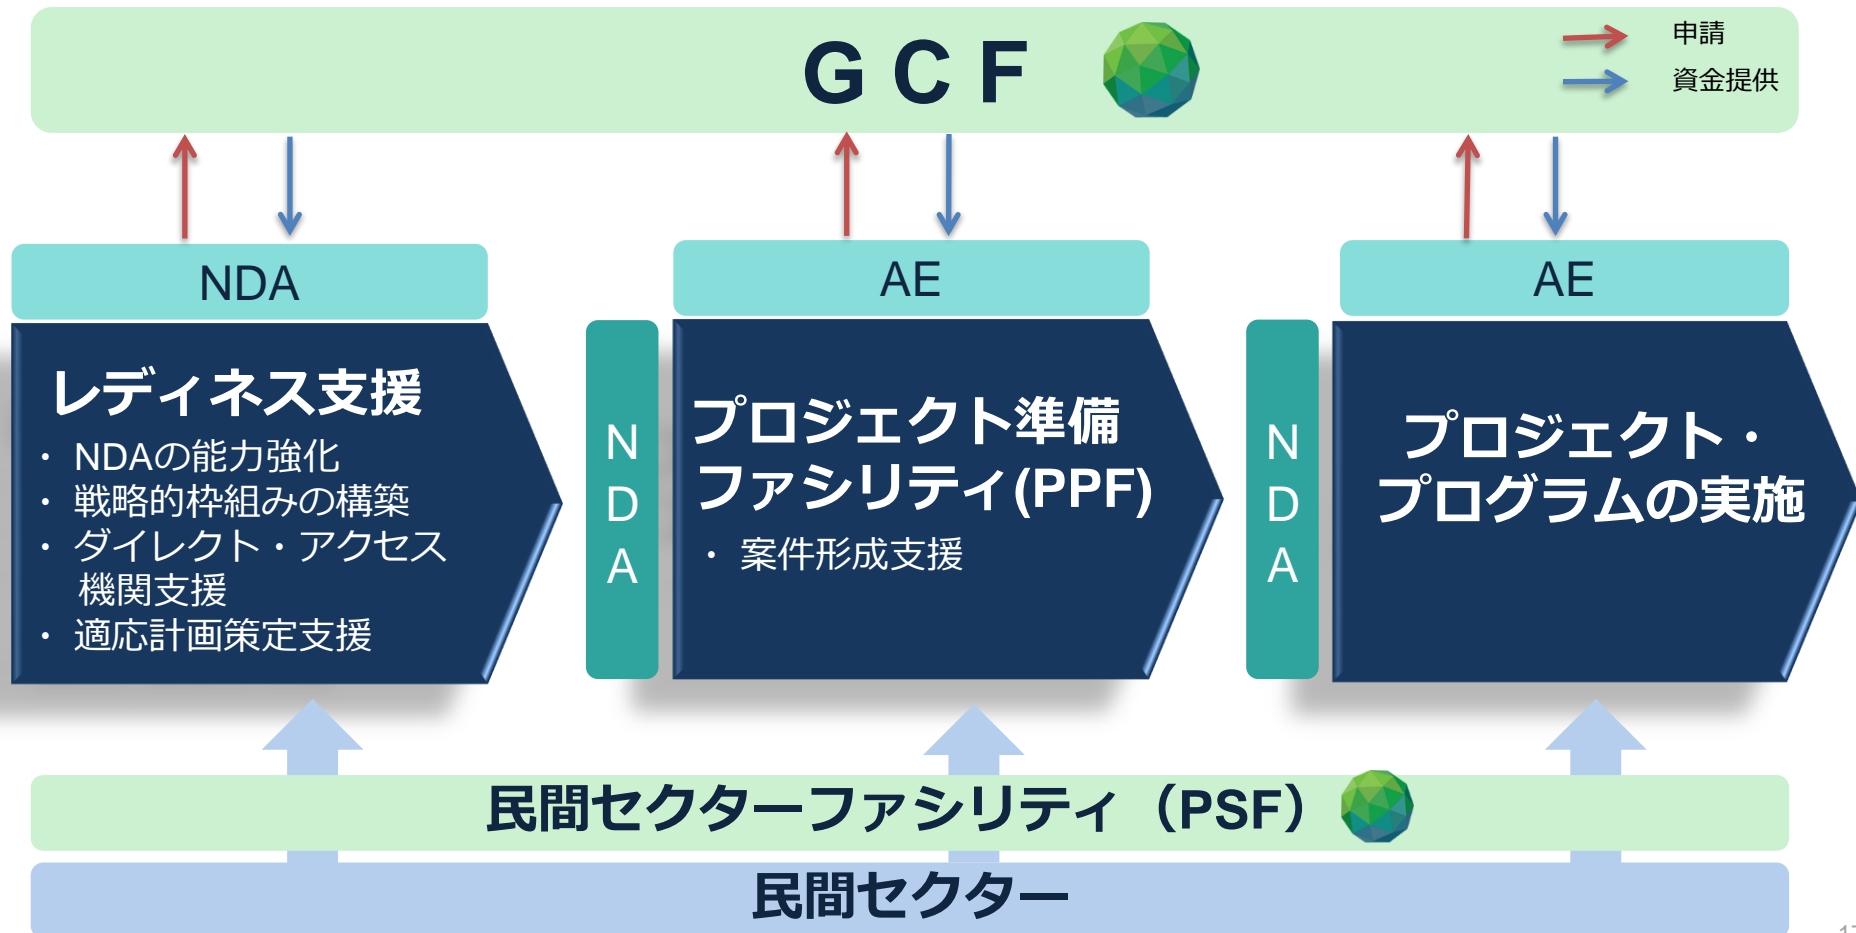 GCF
申請
資金提供
NDA
レディネス支援
・ NDAの能力強化
・ 戦略的枠組みの構築
・ ダイレクト・アクセス
機関支援
・ 適応計画策定支援
NDA
AE
プロジェクト準備
ファシリティ(PPF)
・ 案件形成支援
NDA
AE
プロジェクト・
プログラムの実施
民間セクターファシリティ（PSF）
民間セクター